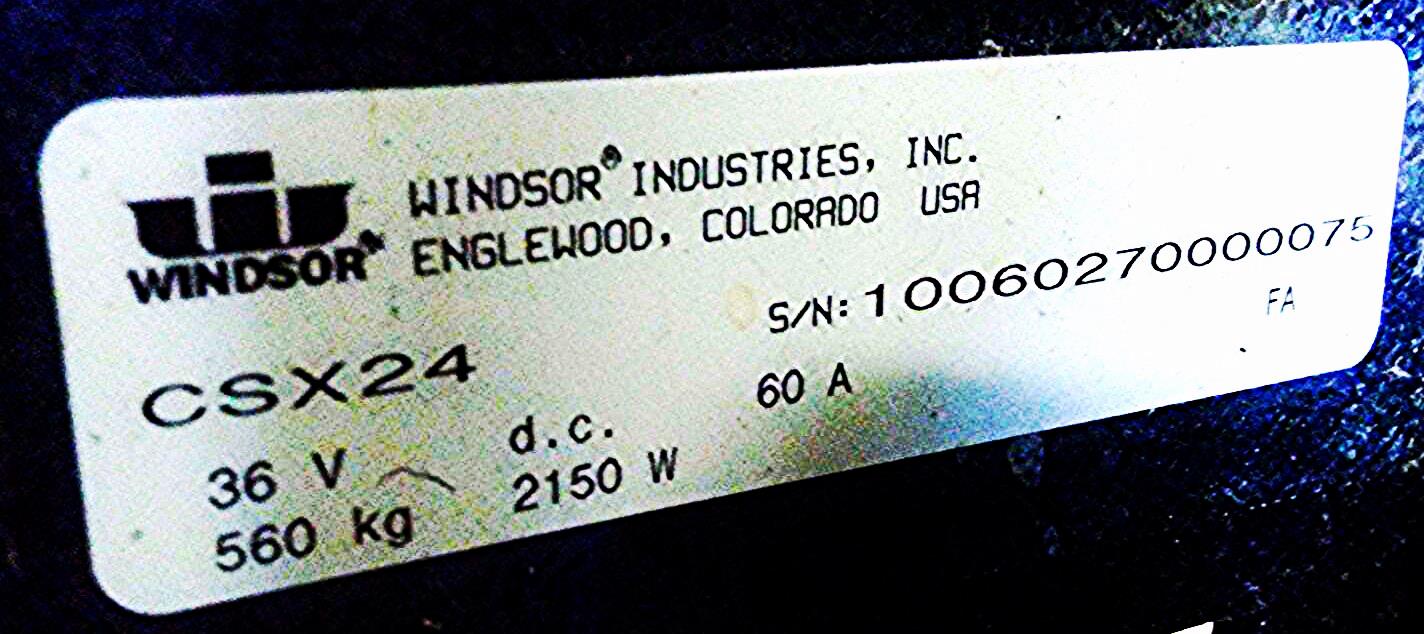 WINDSOR®
WINDSOR® INDUSTRIES, INC.
ENGLEWOOD, COLORADO USA
S/N: 10060270000075
FA
CSX24
36 V d.c. 60 A
560 kg 2150 W